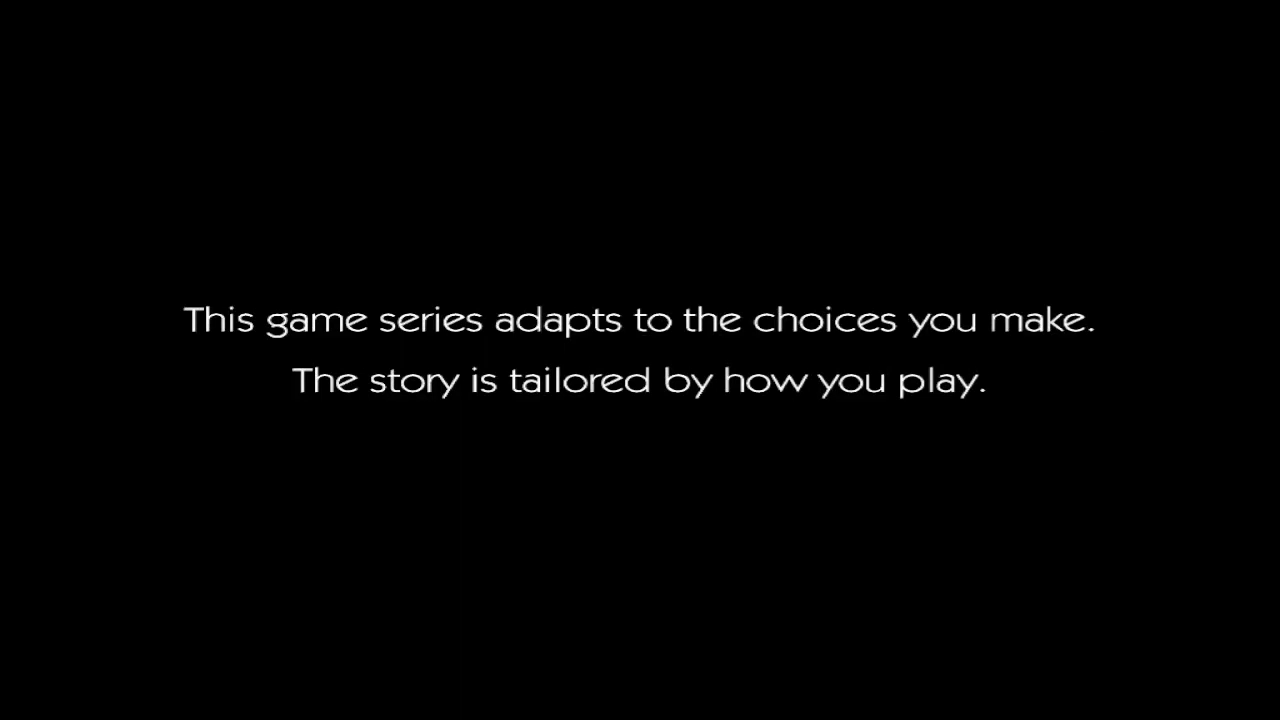 This game series adapts to the choices you make.
The story is tailored by how you play.